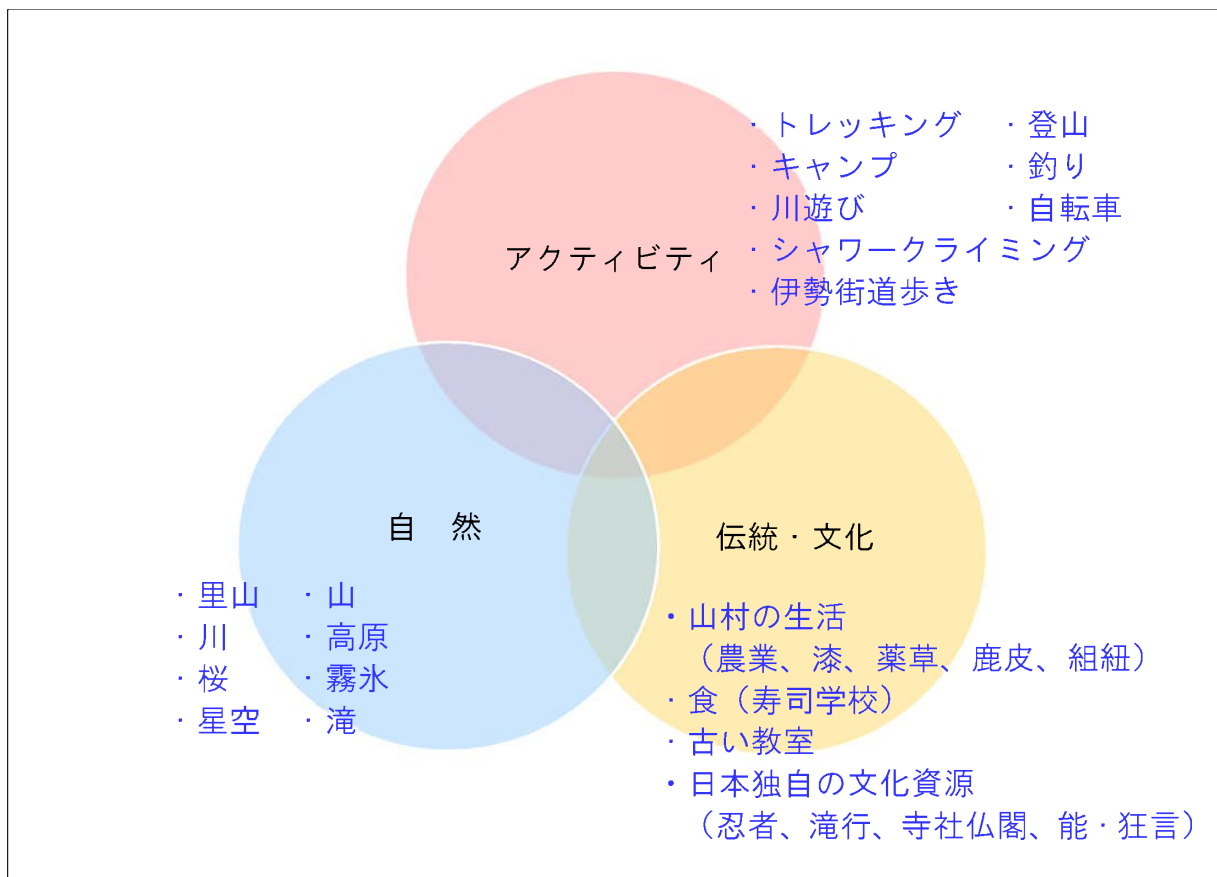 ・トレッキング ・登山
・キャンプ ・釣り
・川遊び ・自転車
・シャワークライミング
・伊勢街道歩き
アクティビティ
自 然
・里山 ・山
・川 ・高原
・桜 ・霧氷
・星空 ・滝
伝統・文化
・山村の生活
（農業、漆、薬草、鹿皮、組紐）
・食（寿司学校）
・古い教室
・日本独自の文化資源
（忍者、滝行、寺社仏閣、能・狂言）